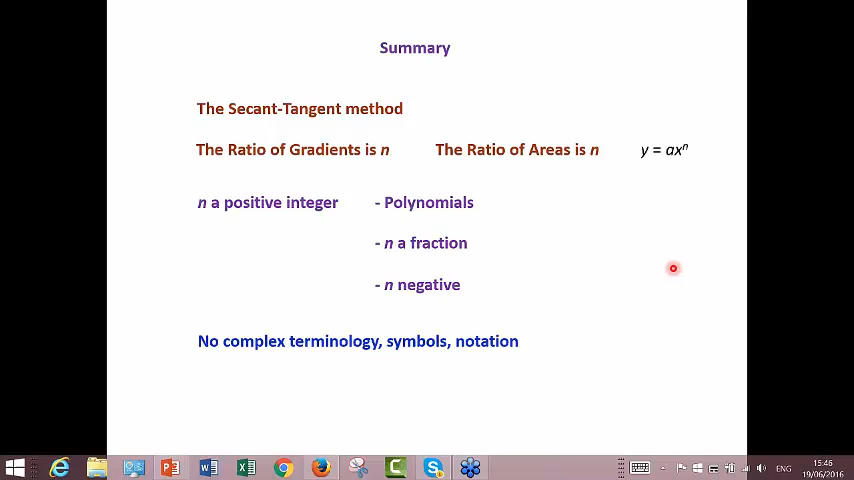 Summary
The Secant-Tangent method
The Ratio of Gradients is n The Ratio of Areas is n y = axⁿ
n a positive integer - Polynomials
- n a fraction
- n negative
No complex terminology, symbols, notation
ENG 15:46
19/06/2016